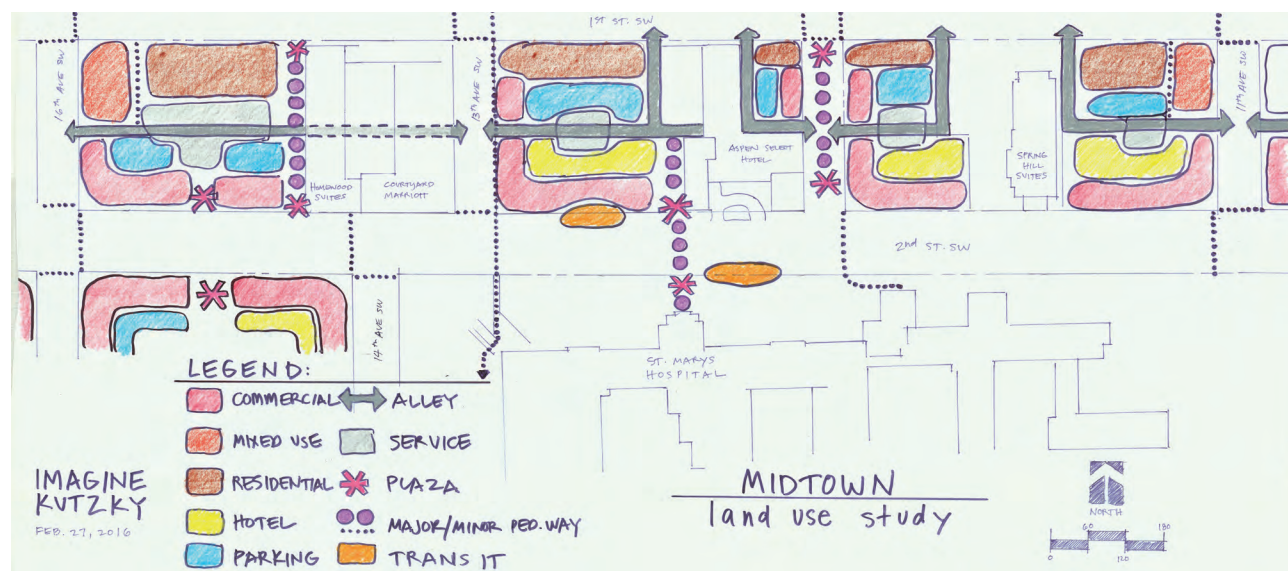 1ST ST. SW
16TH AVE SW
13TH AVE SW
11TH AVE SW
HOMEWOOD
SUITES
COURTYARD
MARRIOTT
ASPEN SELECT
HOTEL
SPRING
HILL
SUITES
2nd ST. SW
14TH AVE SW
ST. MARYS
HOSPITAL
LEGEND:
COMMERCIAL
ALLEY
MIXED USE
SERVICE
RESIDENTIAL
PLAZA
HOTEL
MAJOR/MINOR PED. WAY
PARKING
TRANSIT
IMAGINE
KUTZKY
FEB. 27, 2016
MIDTOWN
land use study
NORTH
0 60 120 180